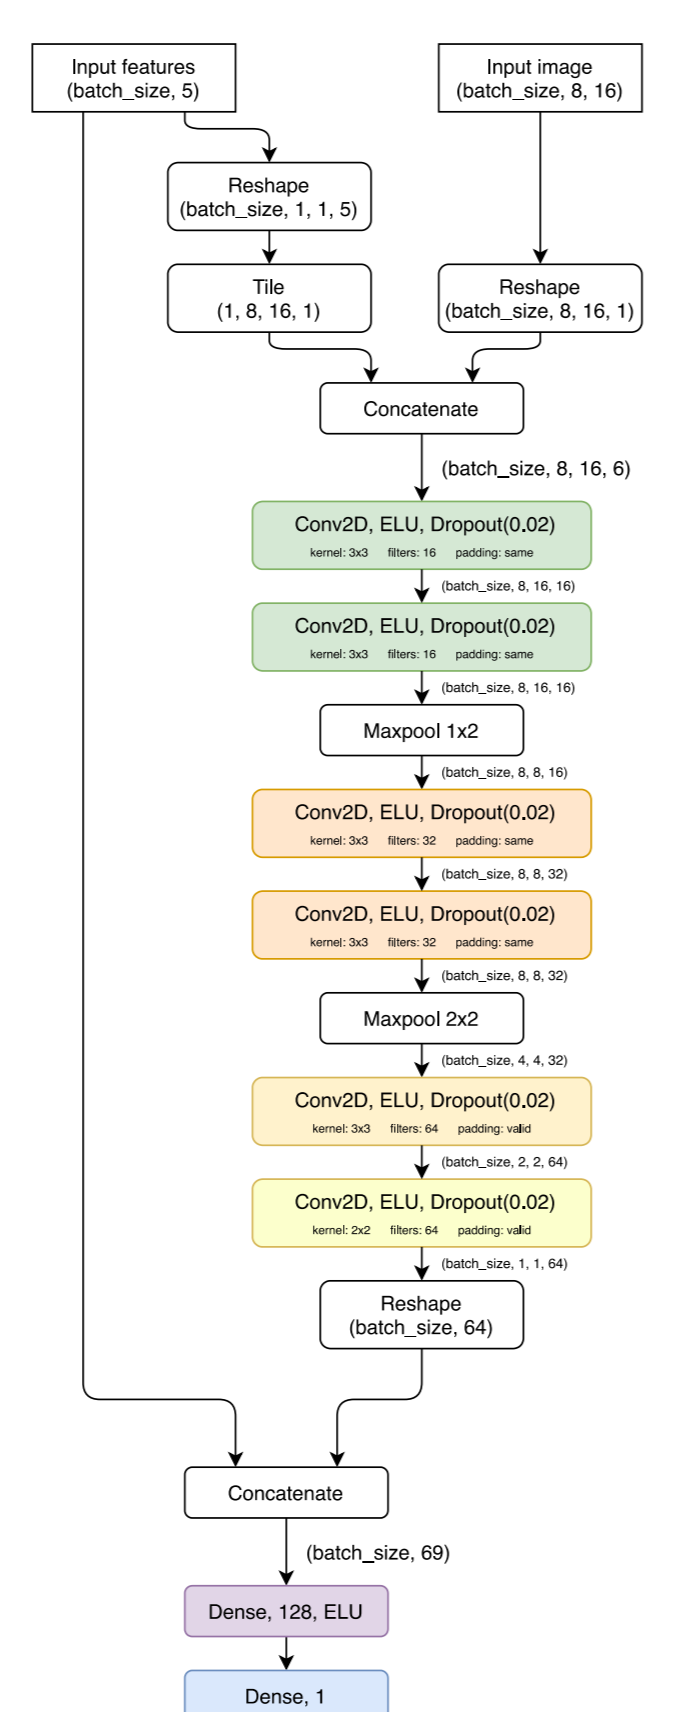 Input features
(batch_size, 5)
Input image
(batch_size, 8, 16)
Reshape
(batch_size, 1, 1, 5)
Tile
(1, 8, 16, 1)
Reshape
(batch_size, 8, 16, 1)
Concatenate
(batch_size, 8, 16, 6)
Conv2D, ELU, Dropout(0.02)
kernel: 3x3 filters: 16 padding: same
(batch_size, 8, 16, 16)
Conv2D, ELU, Dropout(0.02)
kernel: 3x3 filters: 16 padding: same
(batch_size, 8, 16, 16)
Maxpool 1x2
(batch_size, 8, 8, 16)
Conv2D, ELU, Dropout(0.02)
kernel: 3x3 filters: 32 padding: same
(batch_size, 8, 8, 32)
Conv2D, ELU, Dropout(0.02)
kernel: 3x3 filters: 32 padding: same
(batch_size, 8, 8, 32)
Maxpool 2x2
(batch_size, 4, 4, 32)
Conv2D, ELU, Dropout(0.02)
kernel: 3x3 filters: 64 padding: valid
(batch_size, 2, 2, 64)
Conv2D, ELU, Dropout(0.02)
kernel: 2x2 filters: 64 padding: valid
(batch_size, 1, 1, 64)
Reshape
(batch_size, 64)
Concatenate
(batch_size, 69)
Dense, 128, ELU
Dense, 1